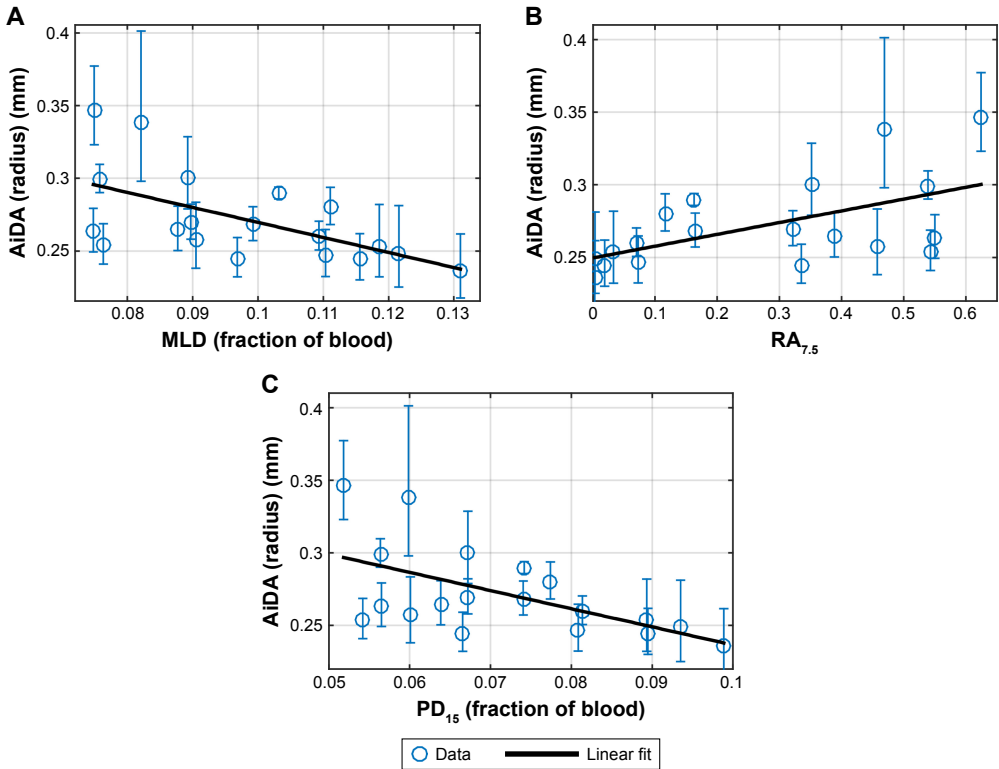 A
AiDA (radius) (mm)
0.4
0.35
0.3
0.25
0.08 0.09 0.1 0.11 0.12 0.13
MLD (fraction of blood)
B
AiDA (radius) (mm)
0.4
0.35
0.3
0.25
0 0.1 0.2 0.3 0.4 0.5 0.6
RA7.5
C
AiDA (radius) (mm)
0.4
0.35
0.3
0.25
0.05 0.06 0.07 0.08 0.09 0.1
PD15 (fraction of blood)
Data Linear fit